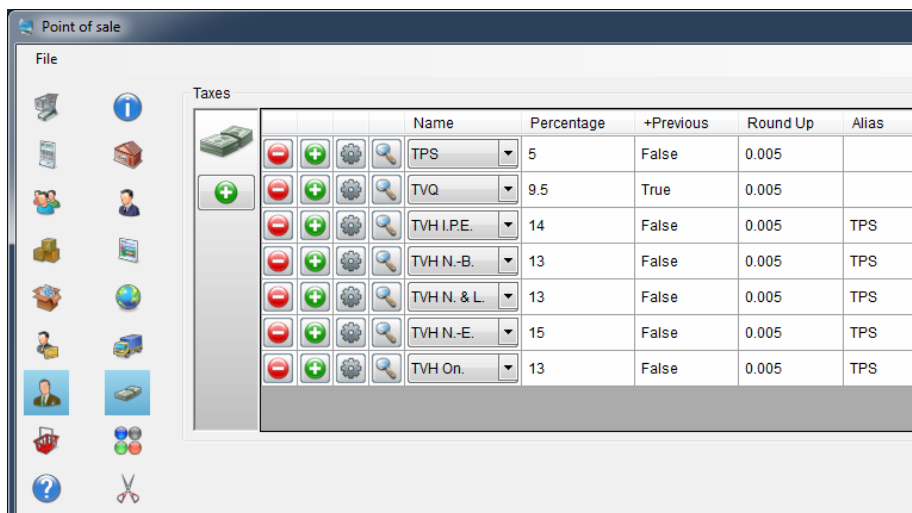 Point of sale
File
Taxes
Name Percentage +Previous Round Up Alias
TPS 5 False 0.005
TVQ 9.5 True 0.005
TVH I.P.E. 14 False 0.005 TPS
TVH N.-B. 13 False 0.005 TPS
TVH N. & L. 13 False 0.005 TPS
TVH N.-E. 15 False 0.005 TPS
TVH On. 13 False 0.005 TPS